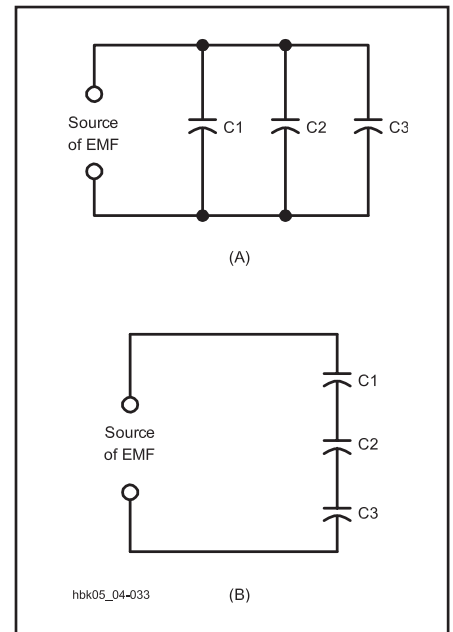 Source
of EMF
C1
C2
C3
(A)
C1
Source
of EMF
C2
C3
hbk05_04-033
(B)